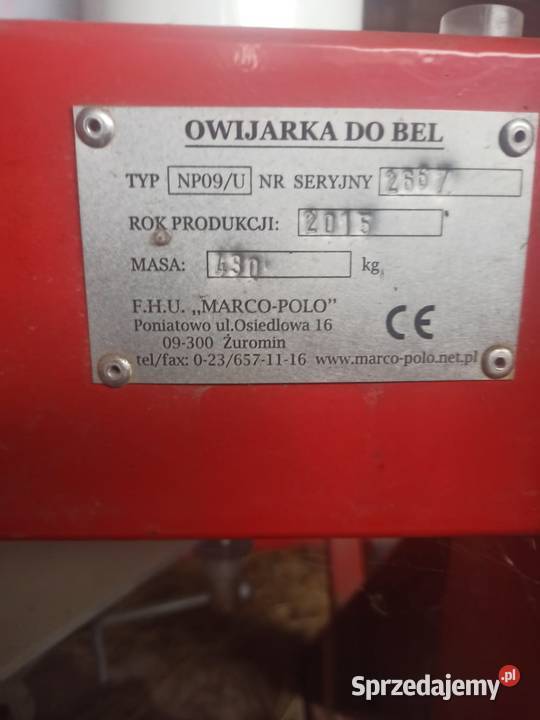 OWIJARKA DO BEL
TYP NP09/U NR SERYJNY 2667
ROK PRODUKCJI: 2015
MASA: 430 kg
F.H.U. „MARCO-POLO"
Poniatowo ul.Osiedlowa 16
09-300 Żuromin
tel/fax: 0-23/657-11-16 www.marco-polo.net.pl
CE
Sprzedajemy.pl